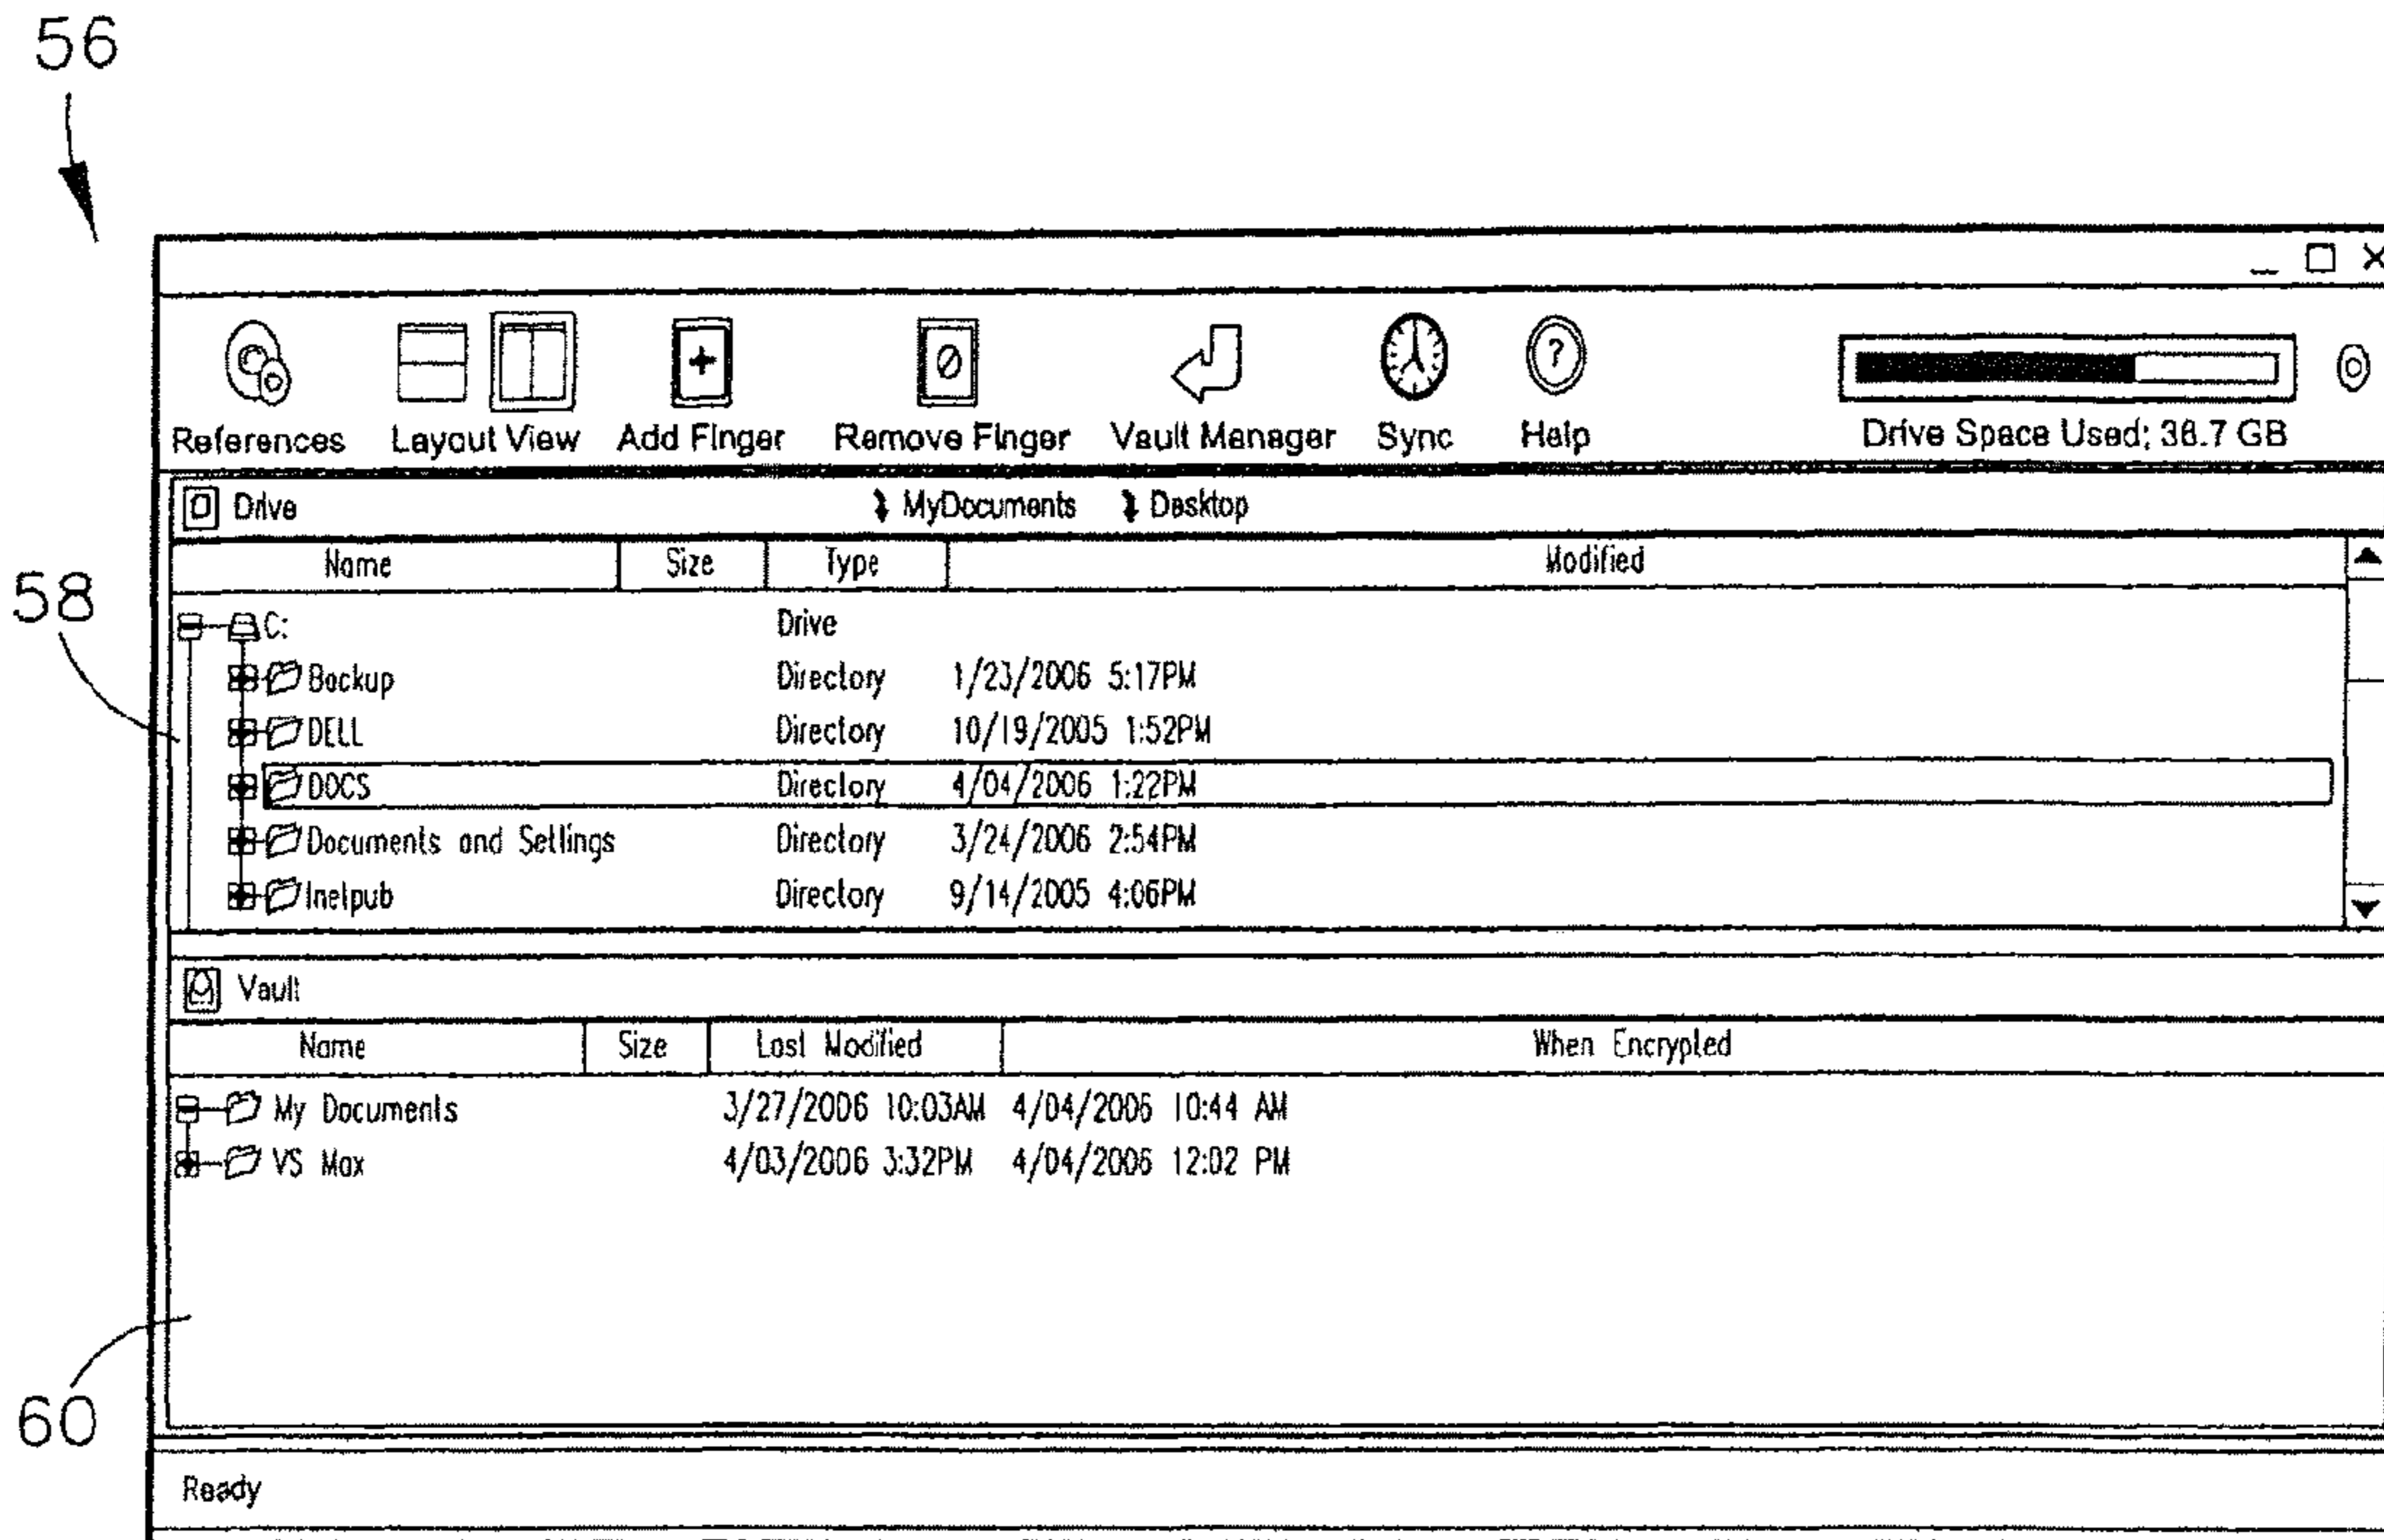 56
References Layout View Add Finger Remove Finger Vault Manager Sync Help Drive Space Used; 36.7 GB
Drive MyDocuments Desktop
Name Size Type Modified
58
C: Drive
Backup Directory 1/23/2006 5:17PM
DELL Directory 10/19/2005 1:52PM
DOCS Directory 4/04/2006 1:22PM
Documents and Settings Directory 3/24/2006 2:54PM
Inetpub Directory 9/14/2005 4:06PM
Vault
Name Size Last Modified When Encrypted
My Documents 3/27/2006 10:03AM 4/04/2006 10:44 AM
VS Max 4/03/2006 3:32PM 4/04/2006 12:02 PM
60
Ready